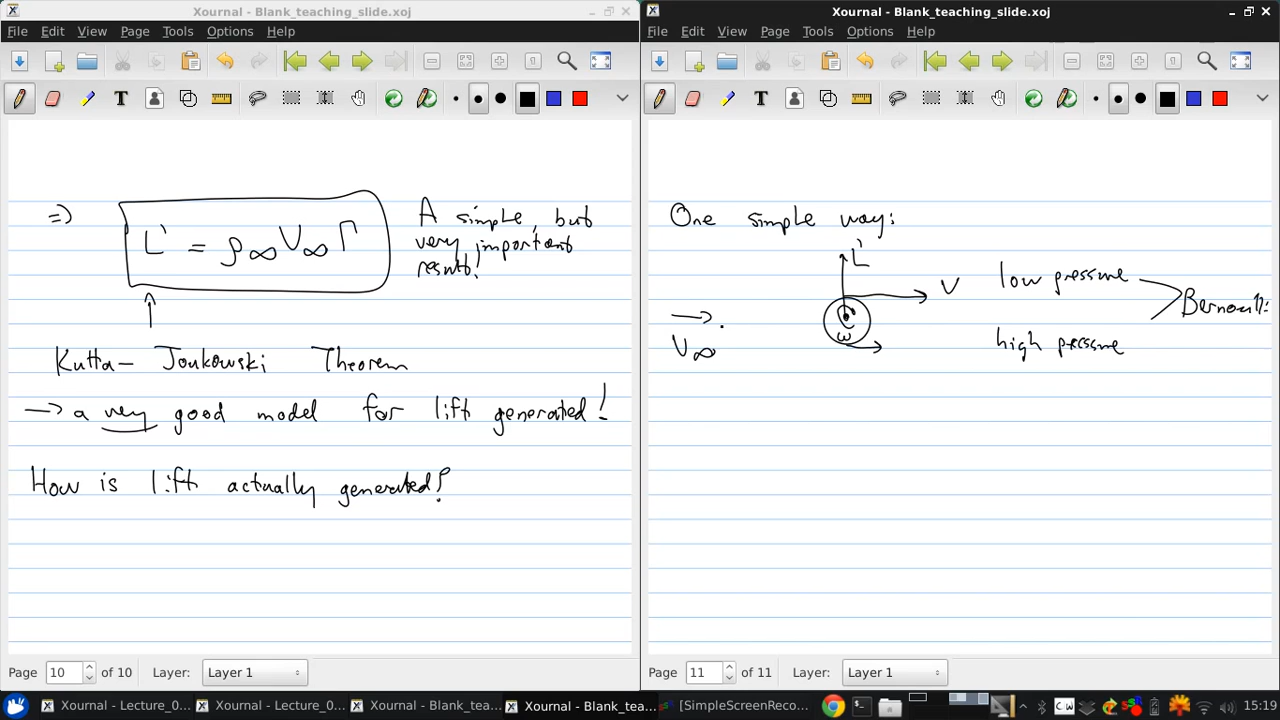 Xournal - Blank_teaching_slide.xoj
File Edit View Page Tools Options Help
=> L' = ρ∞ V∞ Γ
A simple, but
very important
result!
Kutta - Joukowski Theorem
→ a very good model for lift generated!
How is lift actually generated?
Page 10 of 10 Layer: Layer 1
Xournal - Blank_teaching_slide.xoj
File Edit View Page Tools Options Help
One simple way:
L'
V
low pressure
Bernoulli
V∞
ω
high pressure
Page 11 of 11 Layer: Layer 1
Xournal - Lecture_0... Xournal - Lecture_0... Xournal - Blank_tea... Xournal - Blank_tea... [SimpleScreenReco... CW 15:19